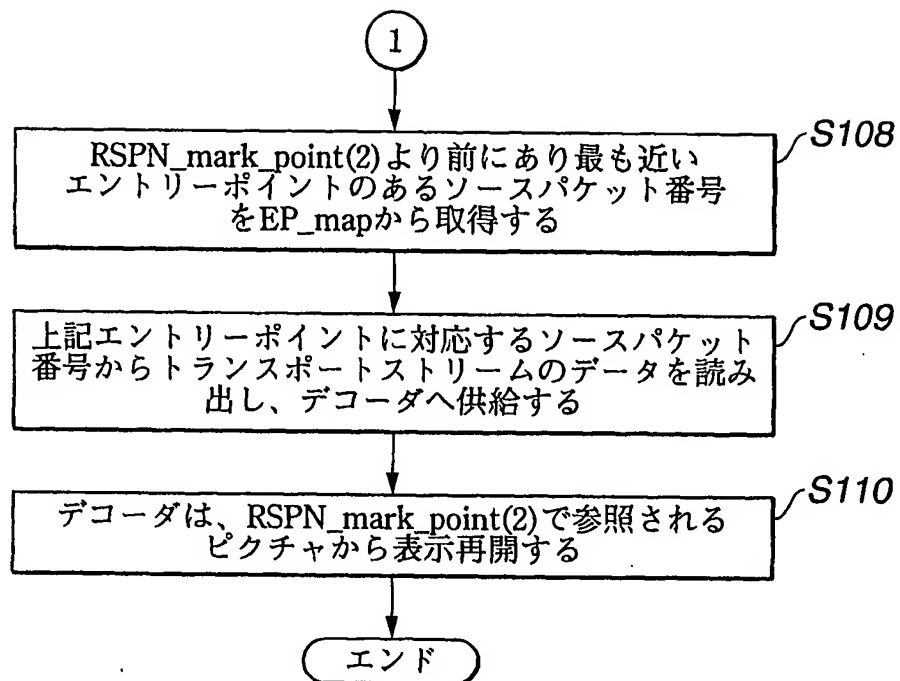 1
RSPN_mark_point(2)より前にあり最も近い
エントリーポイントのあるソースパケット番号
をEP_mapから取得する
S108
上記エントリーポイントに対応するソースパケット
番号からトランスポートストリームのデータを読み
出し、デコーダへ供給する
S109
デコーダは、RSPN_mark_point(2)で参照される
ピクチャから表示再開する
S110
エンド